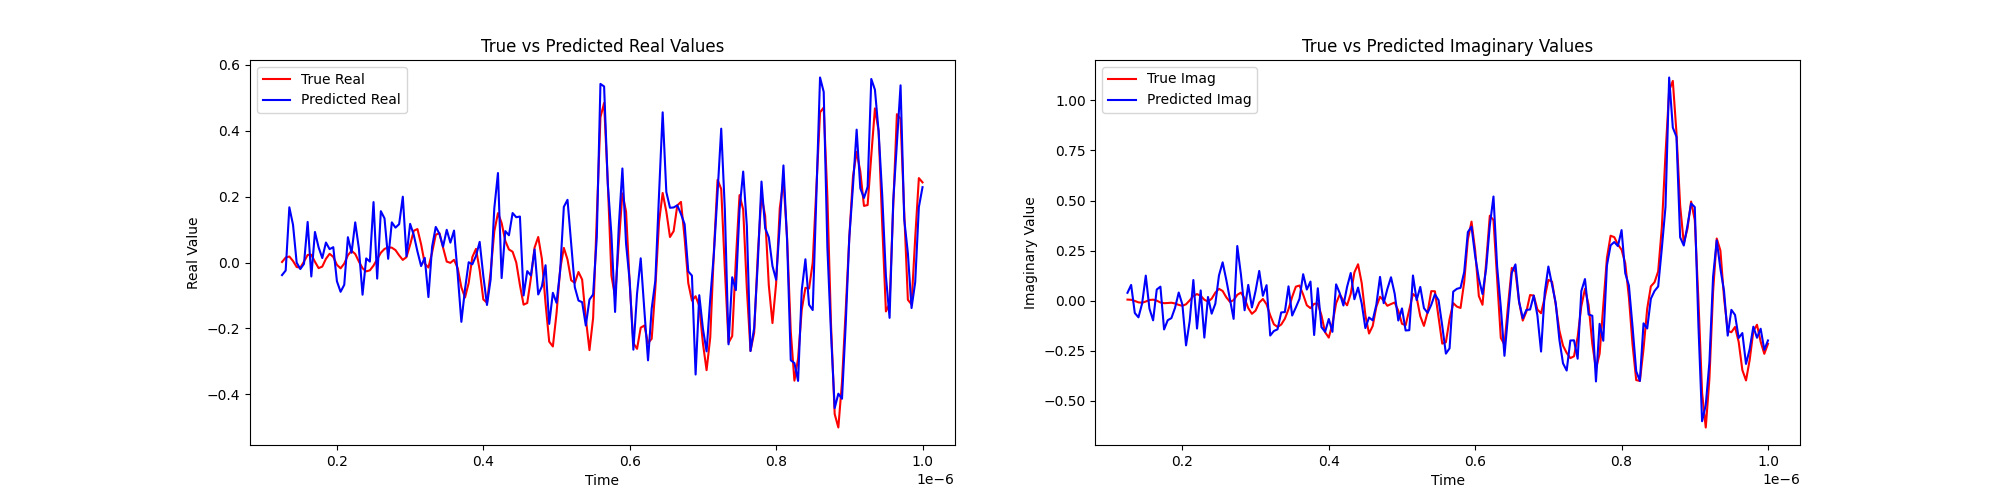 True vs Predicted Real Values
True Real
Predicted Real
Real Value
0.6
0.4
0.2
0.0
−0.2
−0.4
0.2
0.4
0.6
0.8
1.0
1e−6
Time
True vs Predicted Imaginary Values
True Imag
Predicted Imag
Imaginary Value
1.00
0.75
0.50
0.25
0.00
−0.25
−0.50
0.2
0.4
0.6
0.8
1.0
1e−6
Time